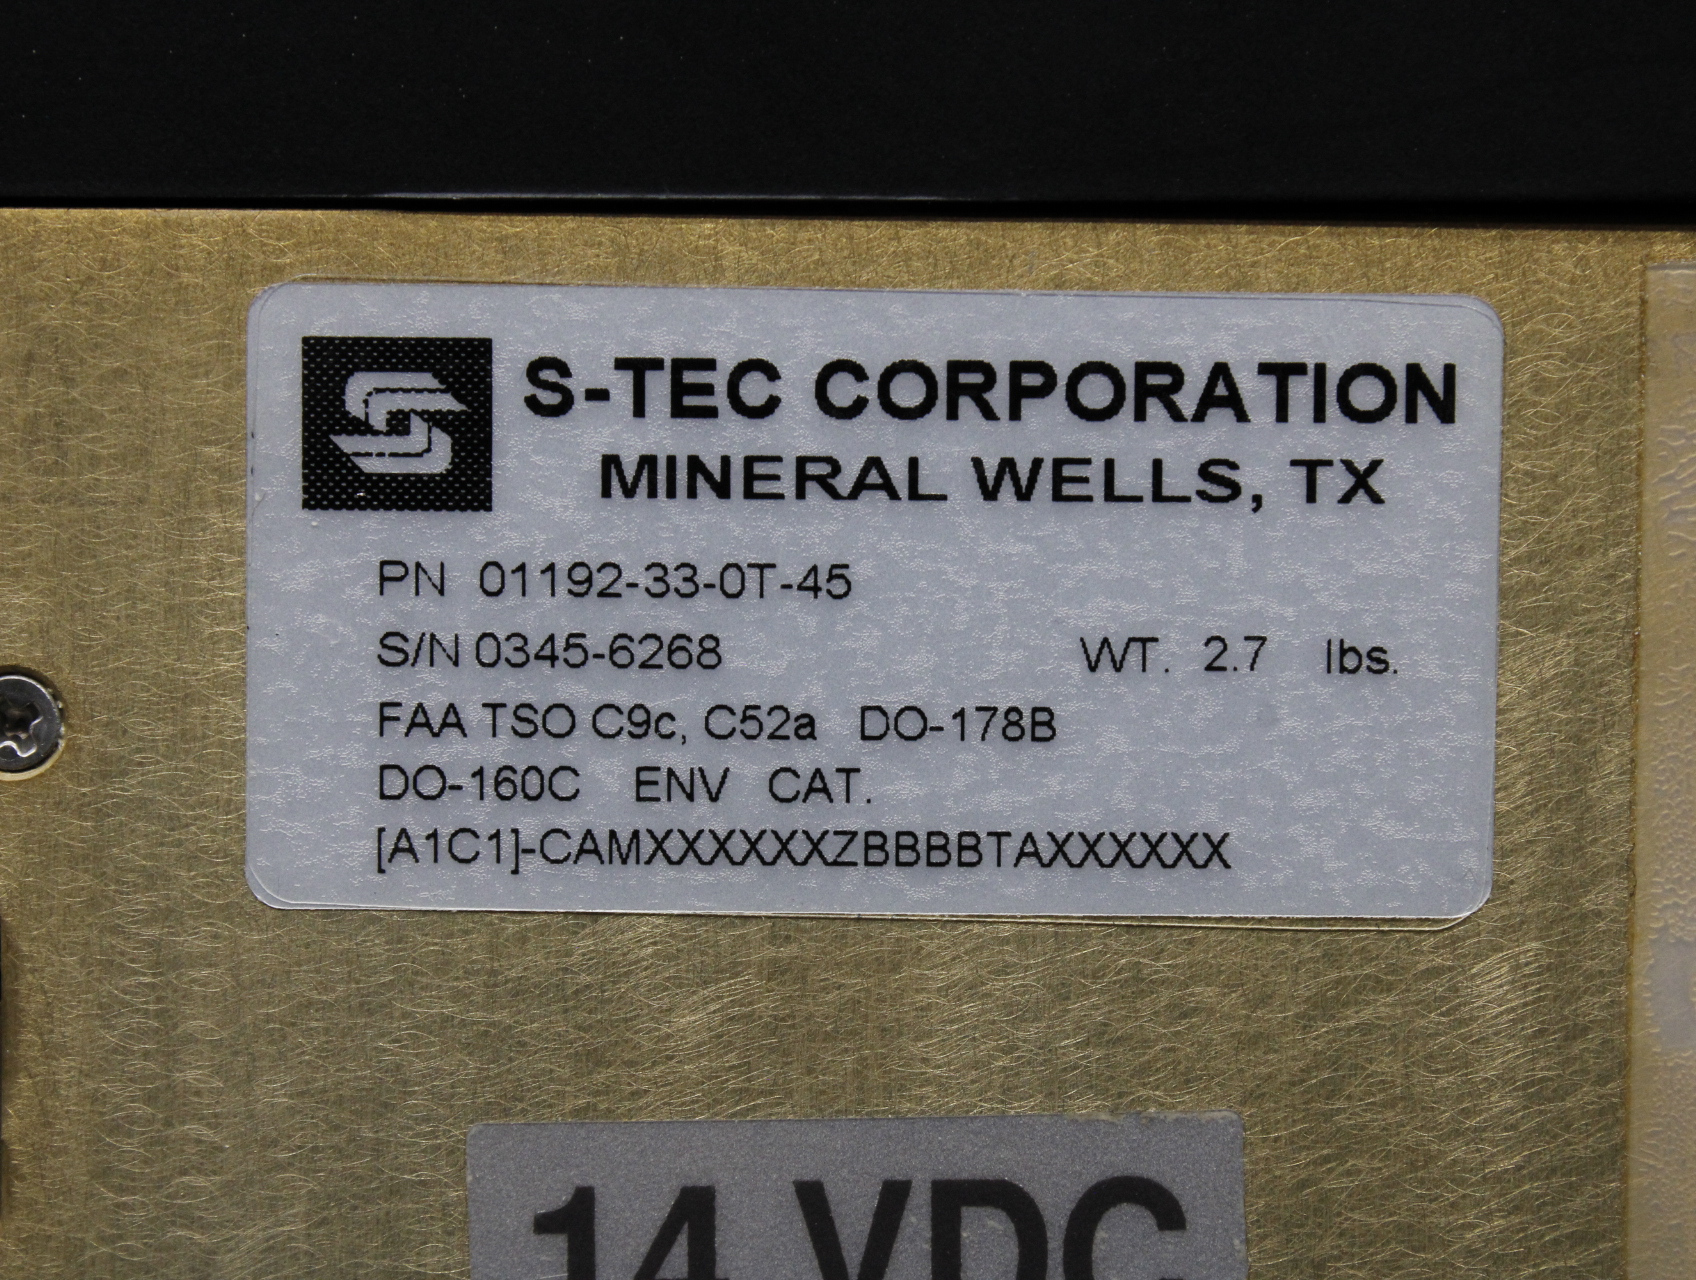 S-TEC CORPORATION
MINERAL WELLS, TX
PN 01192-33-0T-45
S/N 0345-6268 WT. 2.7 lbs.
FAA TSO C9c, C52a DO-178B
DO-160C ENV CAT.
[A1C1]-CAMXXXXXXZBBBBTAXXXXXX
14 VDC